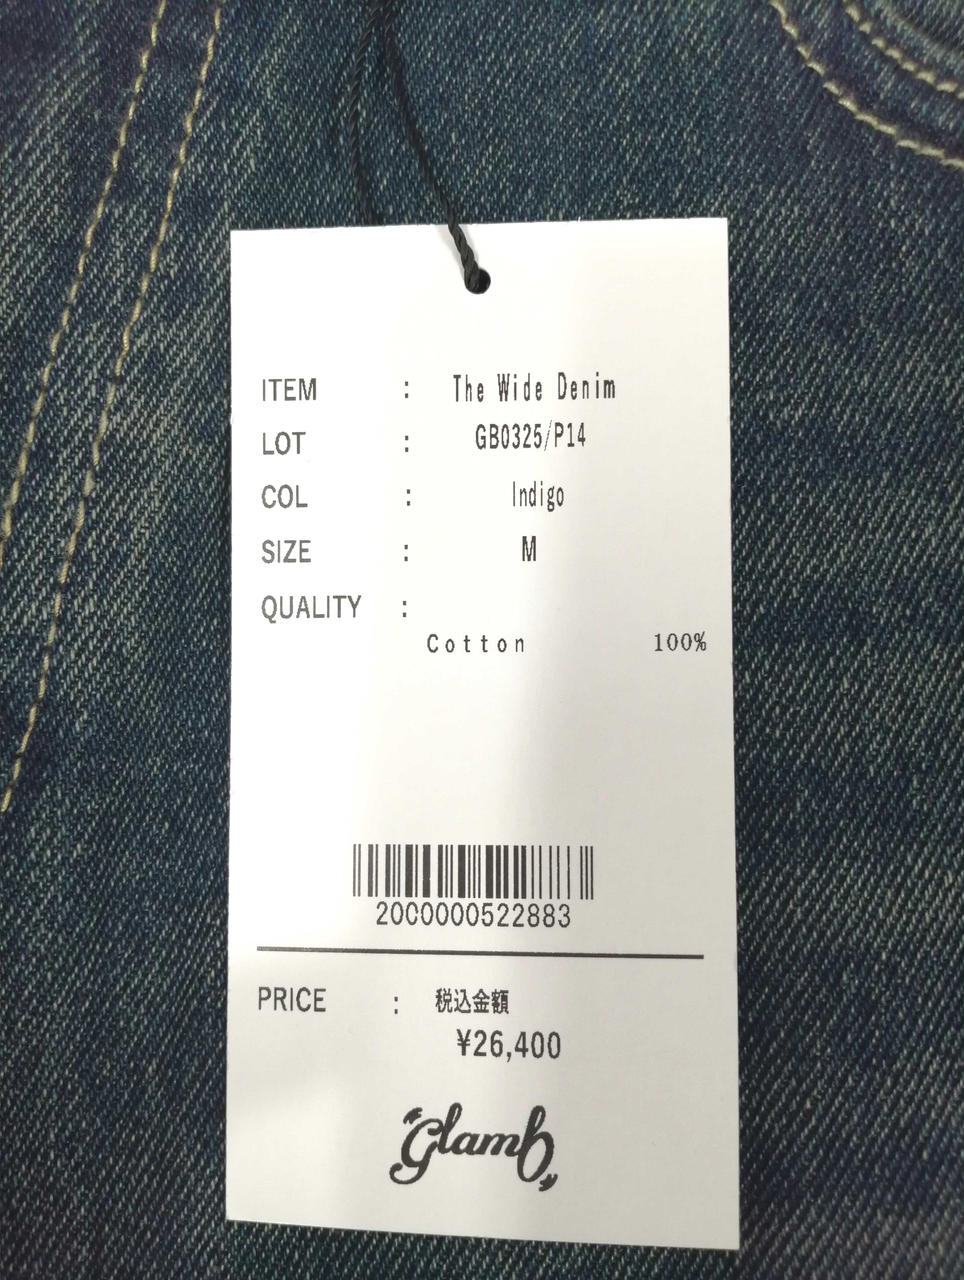 ITEM : The Wide Denim
LOT : GB0325/P14
COL : Indigo
SIZE : M
QUALITY :
Cotton 100%
2000000522883
PRICE : 税込金額
¥26,400
glamb